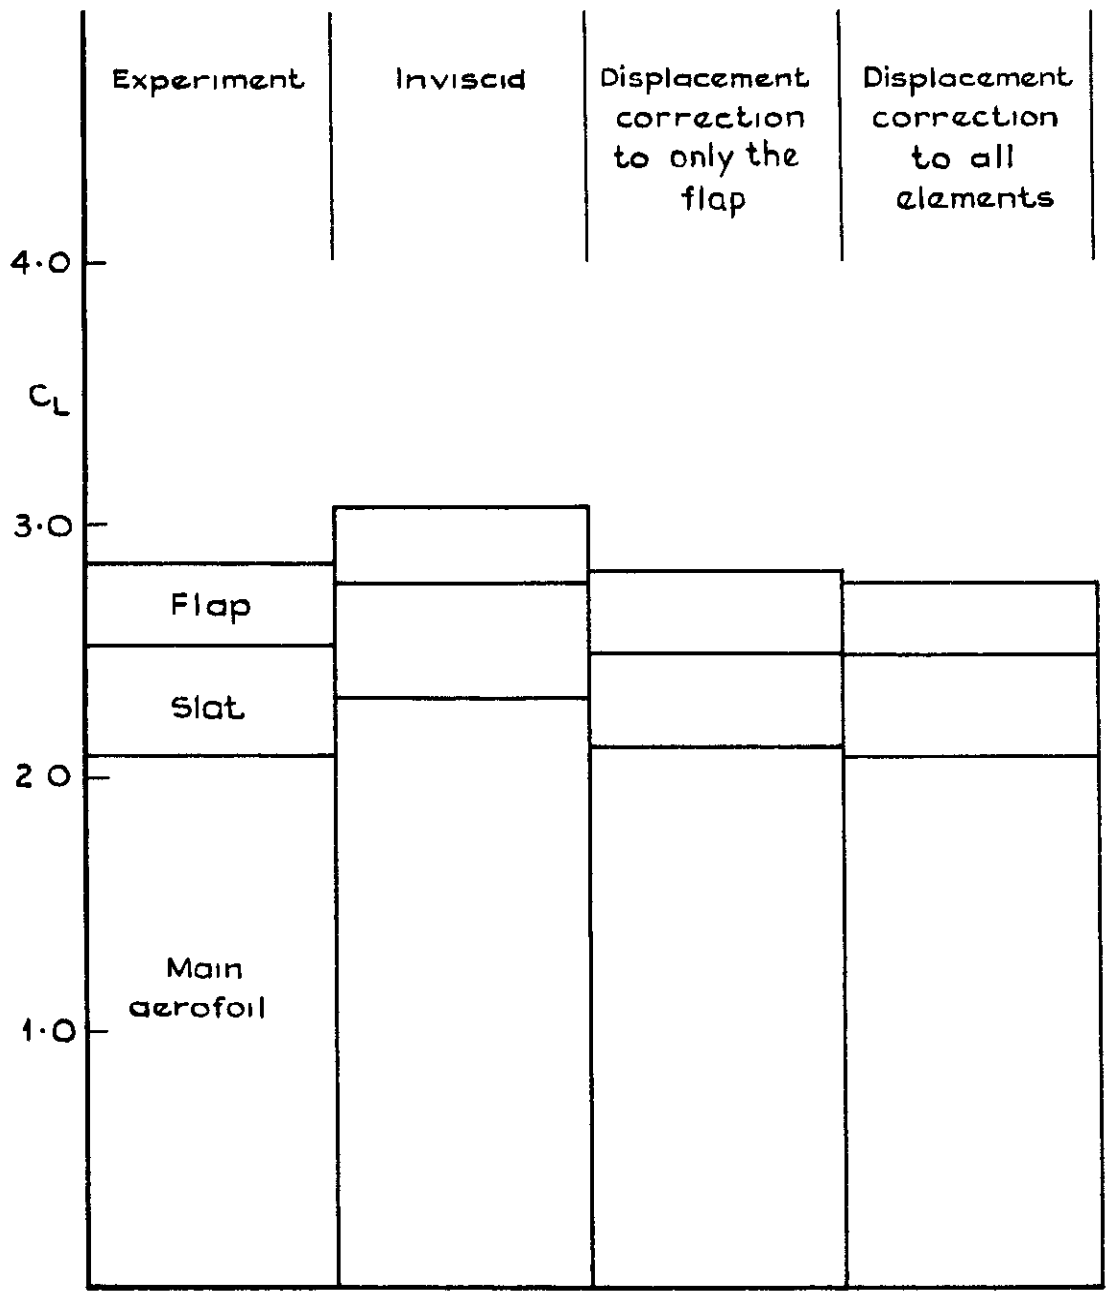 Experiment
Inviscid
Displacement
correction
to only the
flap
Displacement
correction
to all
elements
4.0
CL
3.0
Flap
Slat
2 0
Main
aerofoil
1.0